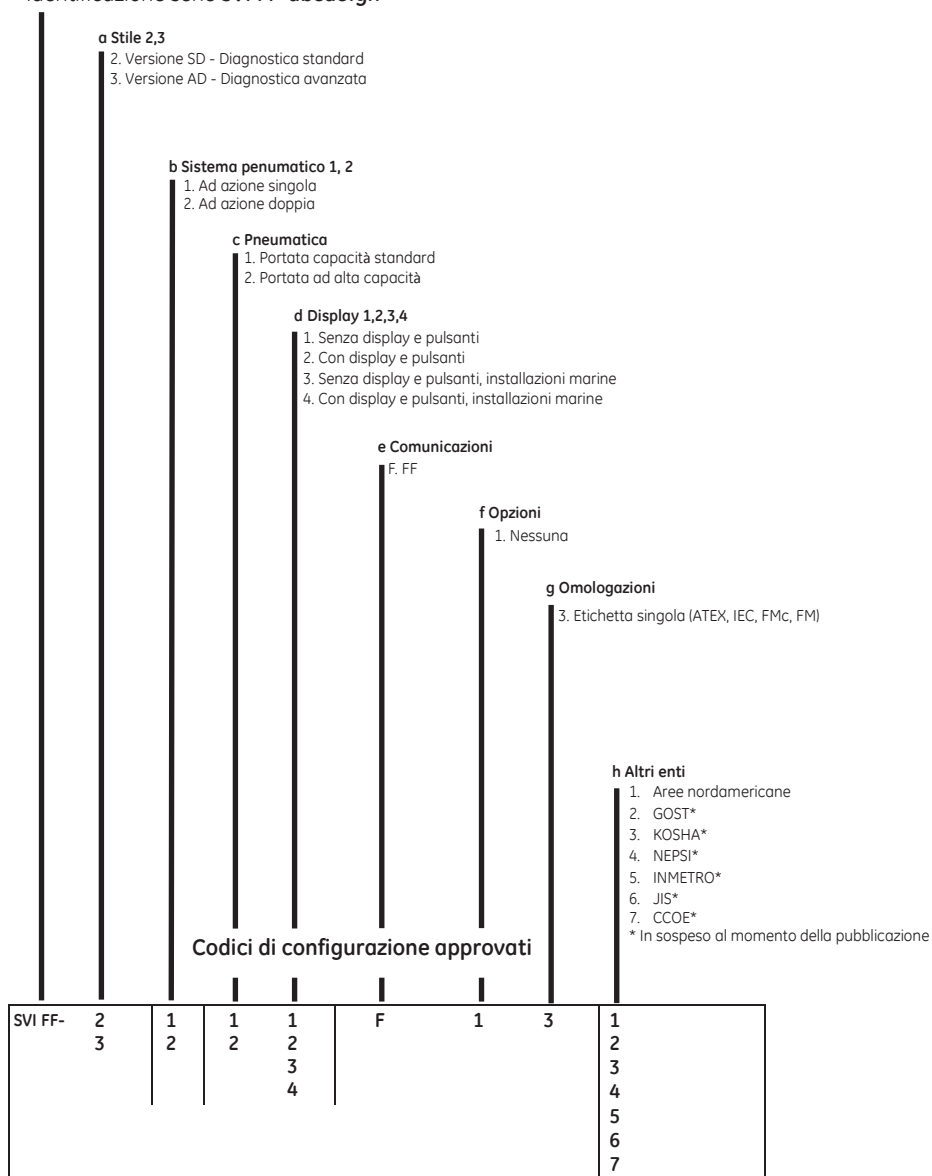 a Stile 2,3
2. Versione SD - Diagnostica standard
3. Versione AD - Diagnostica avanzata
b Sistema penumatico 1, 2
1. Ad azione singola
2. Ad azione doppia
c Pneumatica
1. Portata capacità standard
2. Portata ad alta capacità
d Display 1,2,3,4
1. Senza display e pulsanti
2. Con display e pulsanti
3. Senza display e pulsanti, installazioni marine
4. Con display e pulsanti, installazioni marine
e Comunicazioni
F. FF
f Opzioni
1. Nessuna
g Omologazioni
3. Etichetta singola (ATEX, IEC, FMc, FM)
h Altri enti
1. Aree nordamericane
2. GOST*
3. KOSHA*
4. NEPSI*
5. INMETRO*
6. JIS*
7. CCOE*
* In sospeso al momento della pubblicazione
Codici di configurazione approvati
SVI FF- 2 1 1 1 F 1 3 1
3 2 2 2 2
3 3
4 4
5
6
7